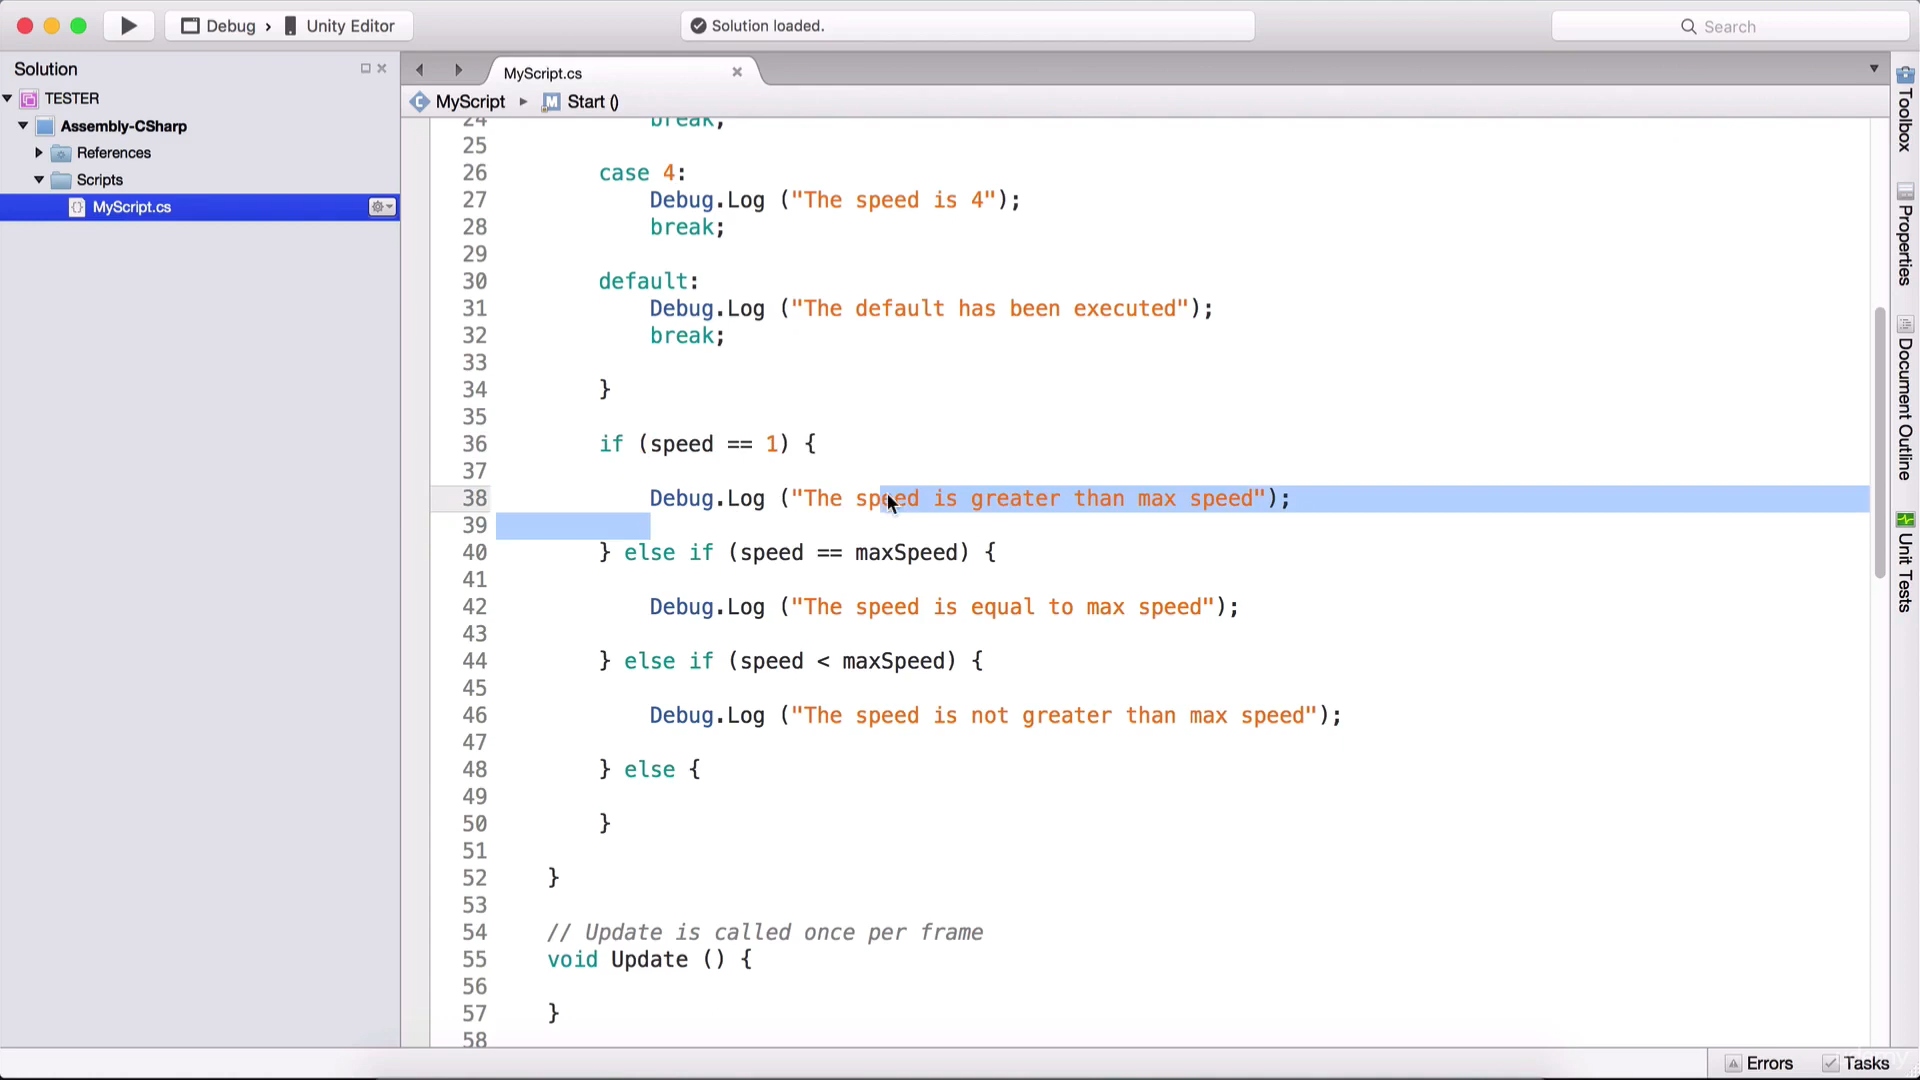 Debug › Unity Editor
Solution loaded.
Search
Solution
TESTER
Assembly-CSharp
References
Scripts
MyScript.cs
MyScript.cs
MyScript ▸ Start ()
24 break;
25
26 case 4:
27 Debug.Log ("The speed is 4");
28 break;
29
30 default:
31 Debug.Log ("The default has been executed");
32 break;
33
34 }
35
36 if (speed == 1) {
37
38 Debug.Log ("The speed is greater than max speed");
39
40 } else if (speed == maxSpeed) {
41
42 Debug.Log ("The speed is equal to max speed");
43
44 } else if (speed < maxSpeed) {
45
46 Debug.Log ("The speed is not greater than max speed");
47
48 } else {
49
50 }
51
52 }
53
54 // Update is called once per frame
55 void Update () {
56
57 }
58
Toolbox
Properties
Document Outline
Unit Tests
Errors
Tasks